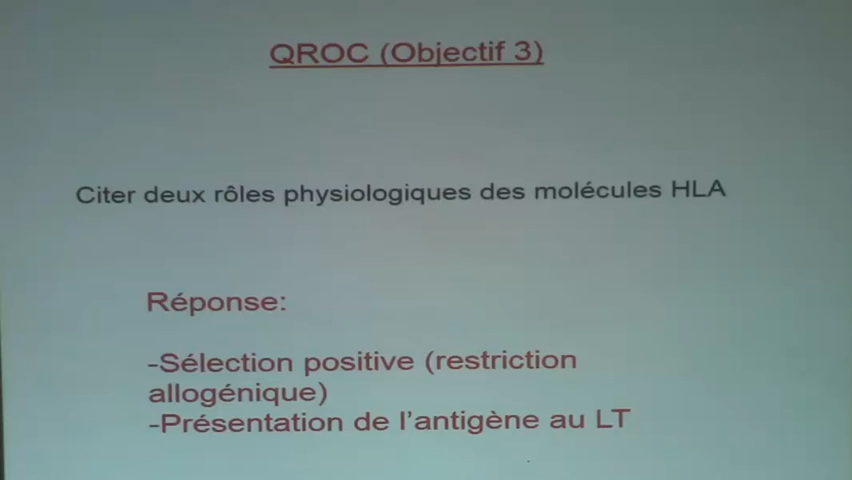 QROC (Objectif 3)
Citer deux rôles physiologiques des molécules HLA
Réponse:
-Sélection positive (restriction
allogénique)
-Présentation de l'antigène au LT